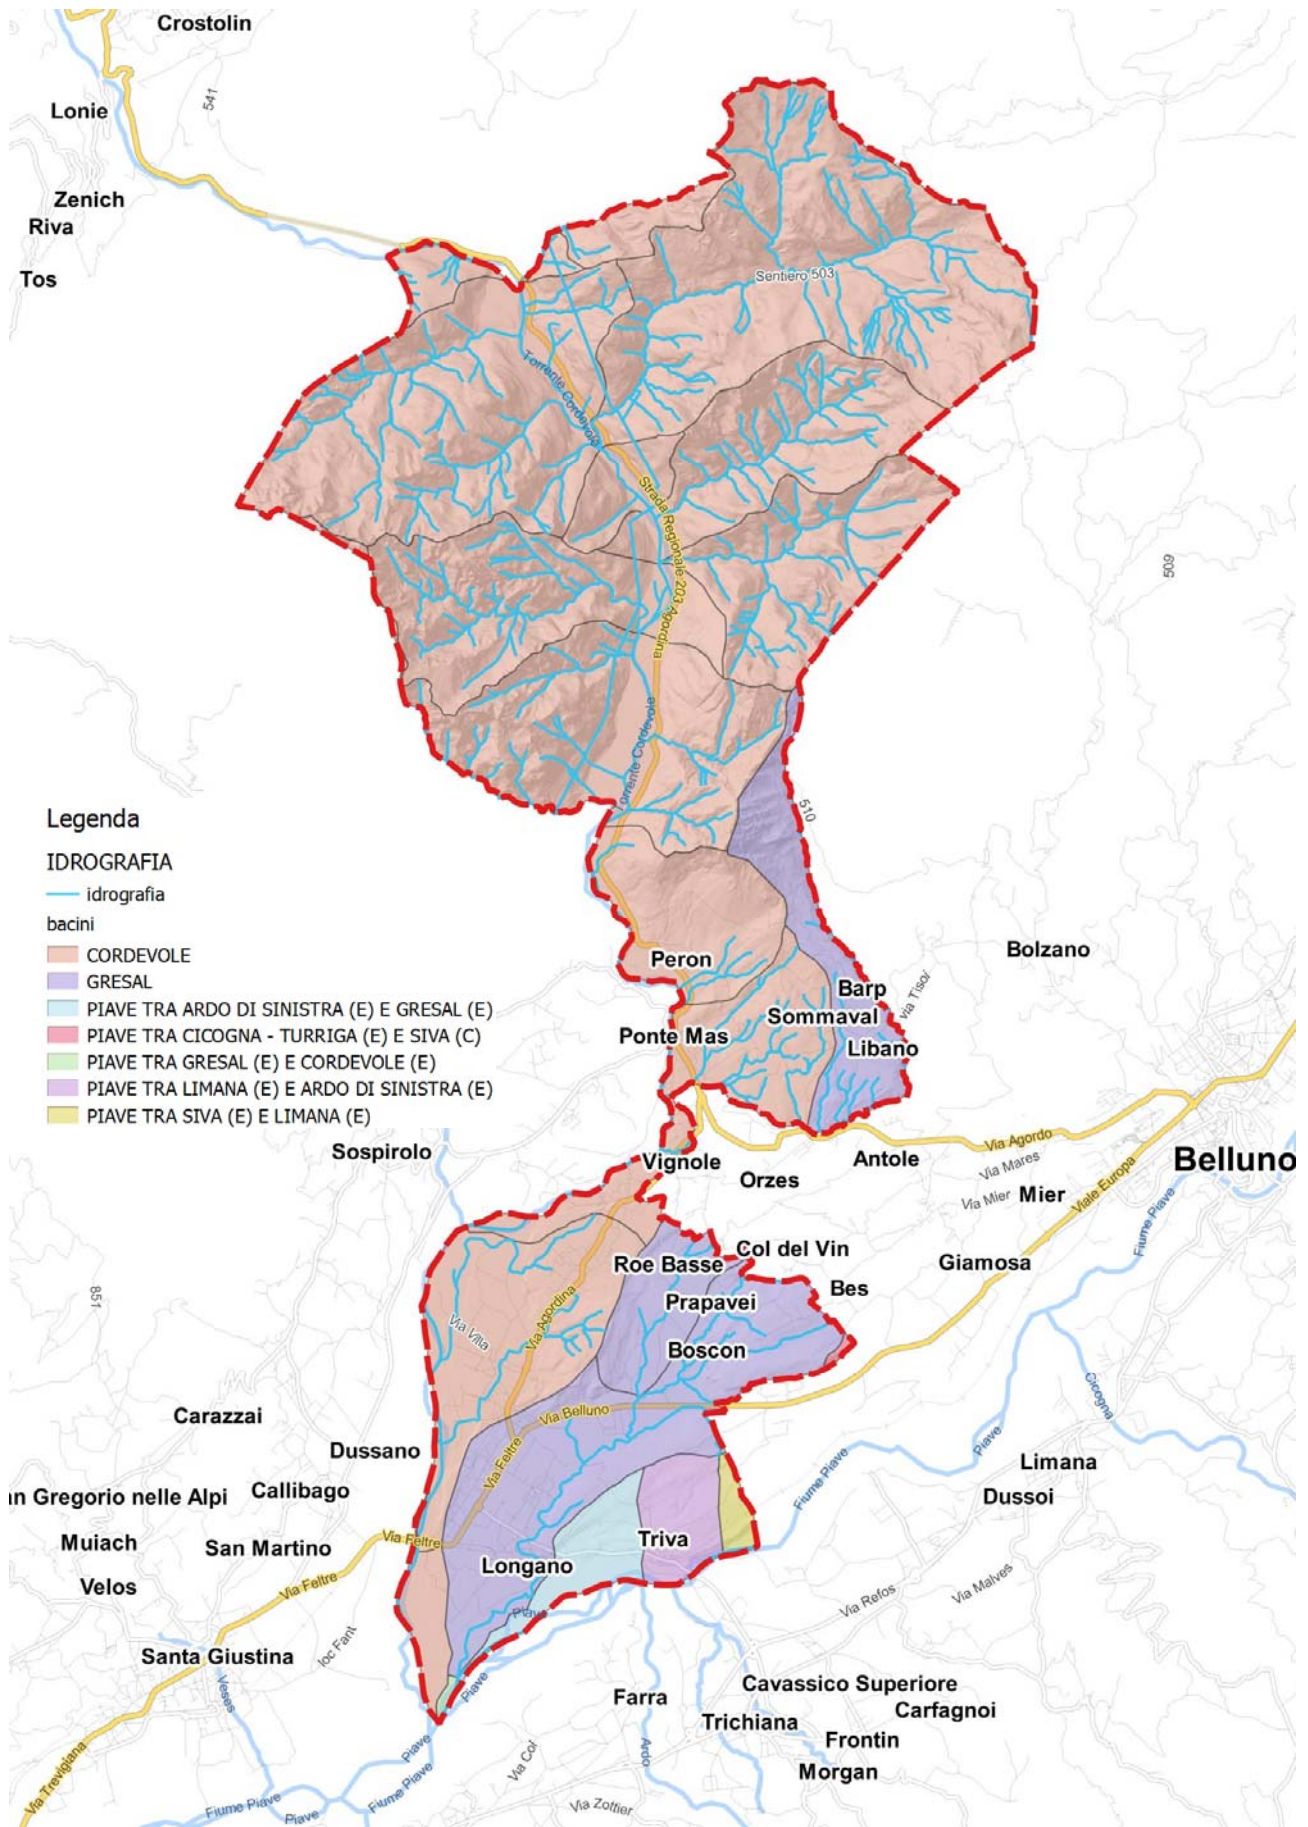 Crostolin
541
Lonie
Zenich
Riva
Tos
Sentiero 503
Torrente Cordevole
Strada Regionale 203 Agordina
509
Torrente Cordevole
510
Legenda
IDROGRAFIA
idrografia
bacini
CORDEVOLE
GRESAL
PIAVE TRA ARDO DI SINISTRA (E) E GRESAL (E)
PIAVE TRA CICOGNA - TURRIGA (E) E SIVA (C)
PIAVE TRA GRESAL (E) E CORDEVOLE (E)
PIAVE TRA LIMANA (E) E ARDO DI SINISTRA (E)
PIAVE TRA SIVA (E) E LIMANA (E)
Peron
Bolzano
Barp
via Tisoi
Sommaval
Ponte Mas
Libano
Sospirolo
Vignole
Orzes
Antole
Via Agordo
Via Mares
Belluno
Via Mier
Mier
Viale Europa
Fiume Piave
Col del Vin
Roe Basse
Giamosa
Bes
Prapavei
851
Via Villa
Via Agordina
Boscon
Cicogna
Carazzai
Via Belluno
Dussano
Via Feltre
Piave
Limana
Fiume Piave
n Gregorio nelle Alpi
Callibago
Dussoi
Muiach
San Martino
Via Feltre
Triva
Velos
Via Feltre
Longano
Via Refos
Via Malves
Piave
Santa Giustina
loc Fant
Veses
Piave
Farra
Cavassico Superiore
Carfagnoi
Trichiana
Frontin
Piave
Ardo
Morgan
Via Col
Via Trevigiana
Fiume Piave
Fiume Piave
Piave
Via Zottier